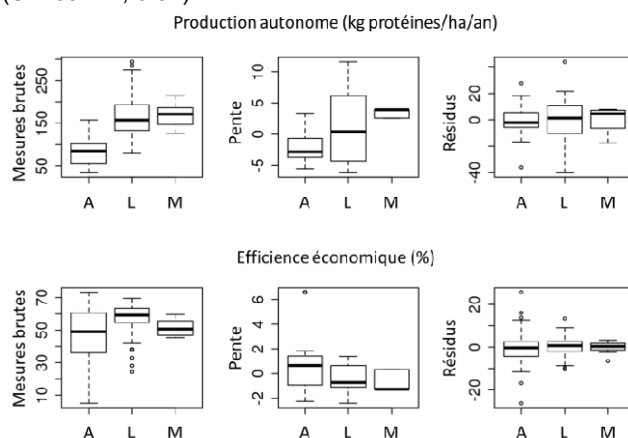 Production autonome (kg protéines/ha/an)
Mesures brutes
250
150
50
A L M
Pente
10
5
0
-5
A L M
Résidus
20
0
-40
A L M
Efficience économique (%)
Mesures brutes
70
50
30
10
A L M
Pente
6
4
2
0
-2
A L M
Résidus
20
0
-20
A L M